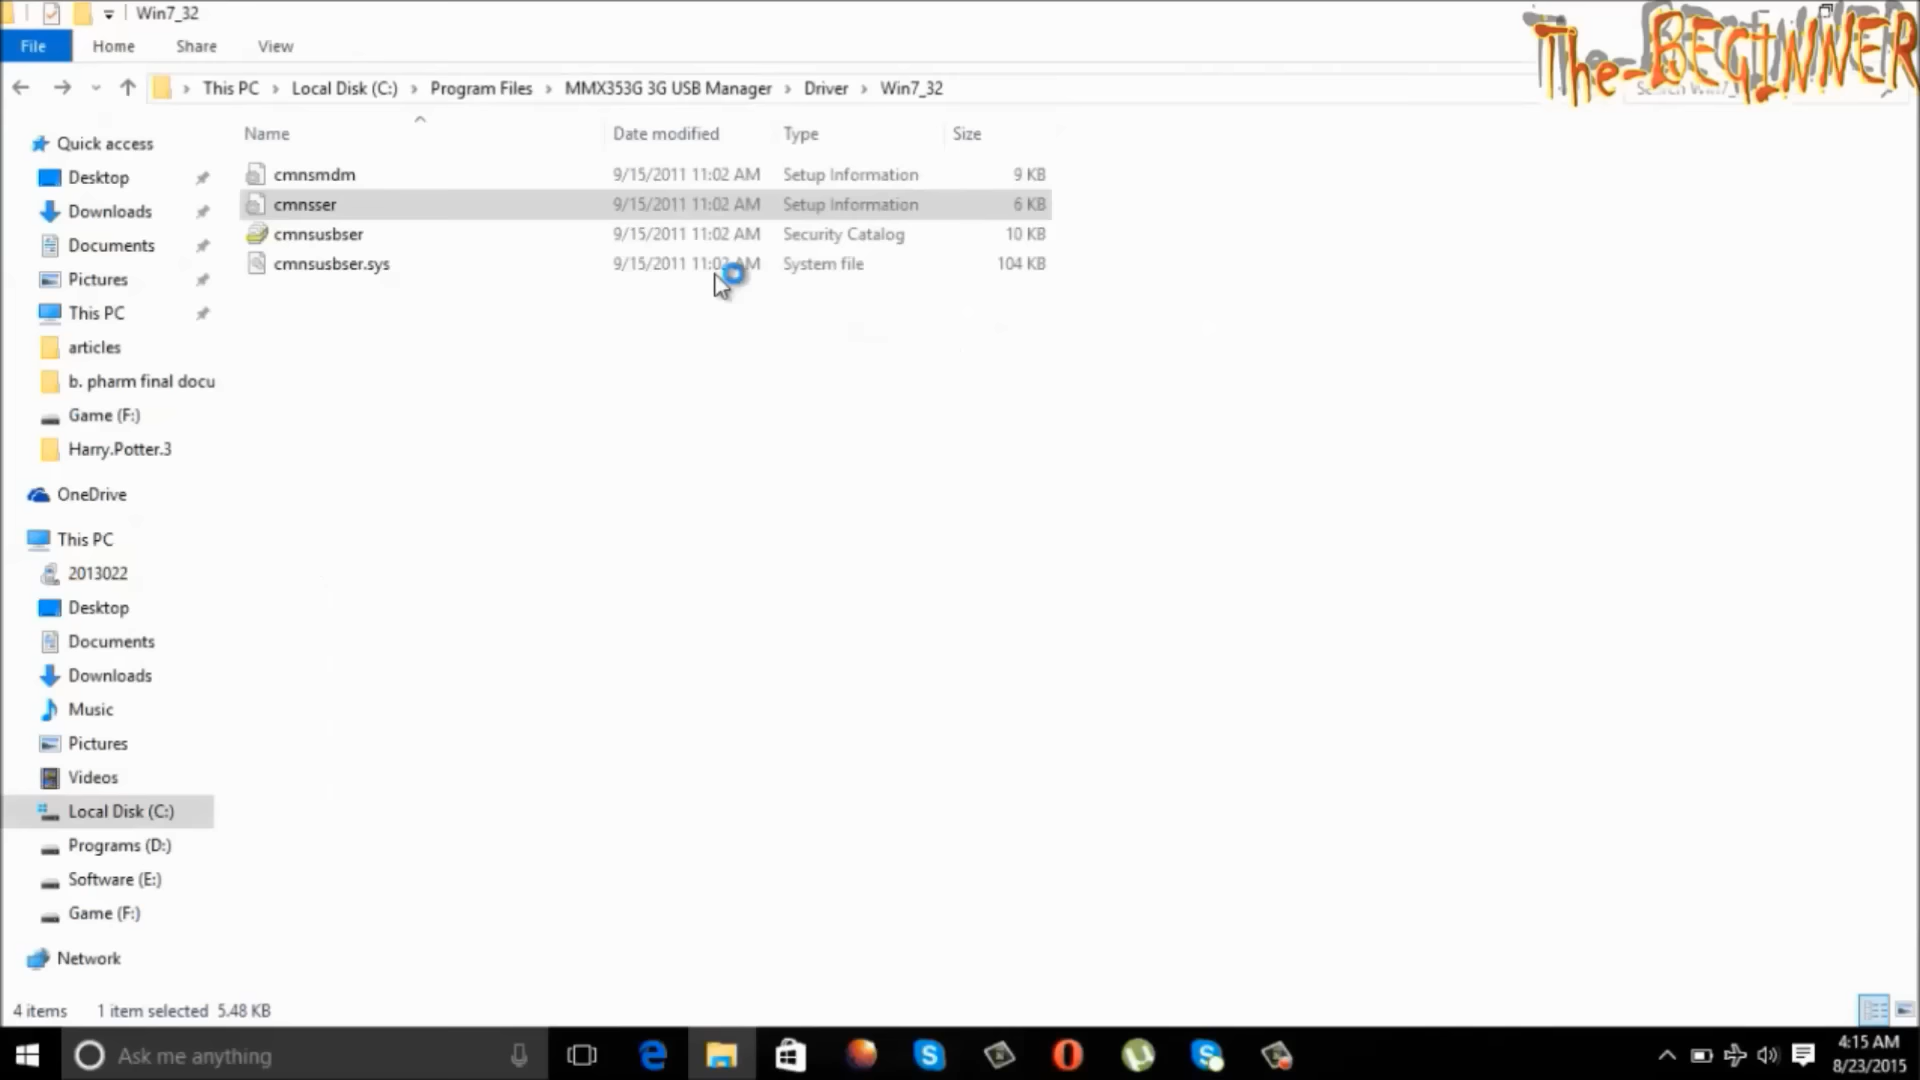 Win7_32
The-BEGINNER
File Home Share View
This PC Local Disk (C:) Program Files MMX353G 3G USB Manager Driver Win7_32 Search Win7_
Name Date modified Type Size
cmnsmdm 9/15/2011 11:02 AM Setup Information 9 KB
cmnsser 9/15/2011 11:02 AM Setup Information 6 KB
cmnsusbser 9/15/2011 11:02 AM Security Catalog 10 KB
cmnsusbser.sys 9/15/2011 11:02 AM System file 104 KB
Quick access
Desktop
Downloads
Documents
Pictures
This PC
articles
b. pharm final docu
Game (F:)
Harry.Potter.3
OneDrive
This PC
2013022
Desktop
Documents
Downloads
Music
Pictures
Videos
Local Disk (C:)
Programs (D:)
Software (E:)
Game (F:)
Network
4 items 1 item selected 5.48 KB
Ask me anything
4:15 AM
8/23/2015